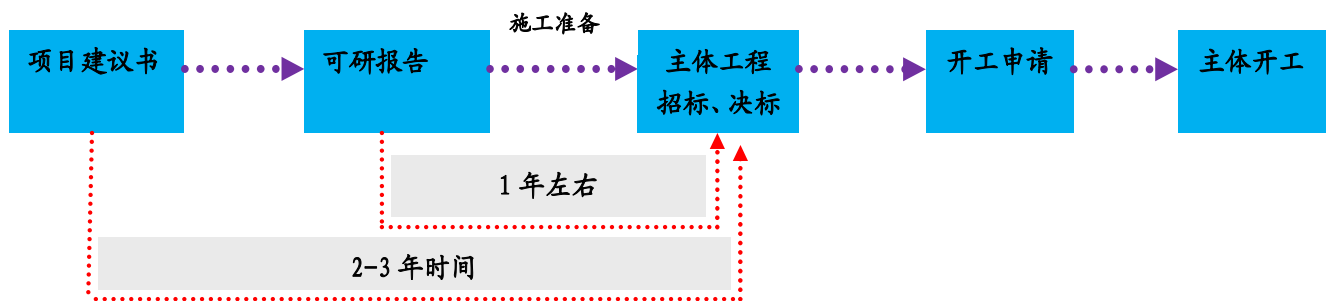 施工准备
项目建议书
可研报告
主体工程
招标、决标
开工申请
主体开工
1年左右
2-3年时间